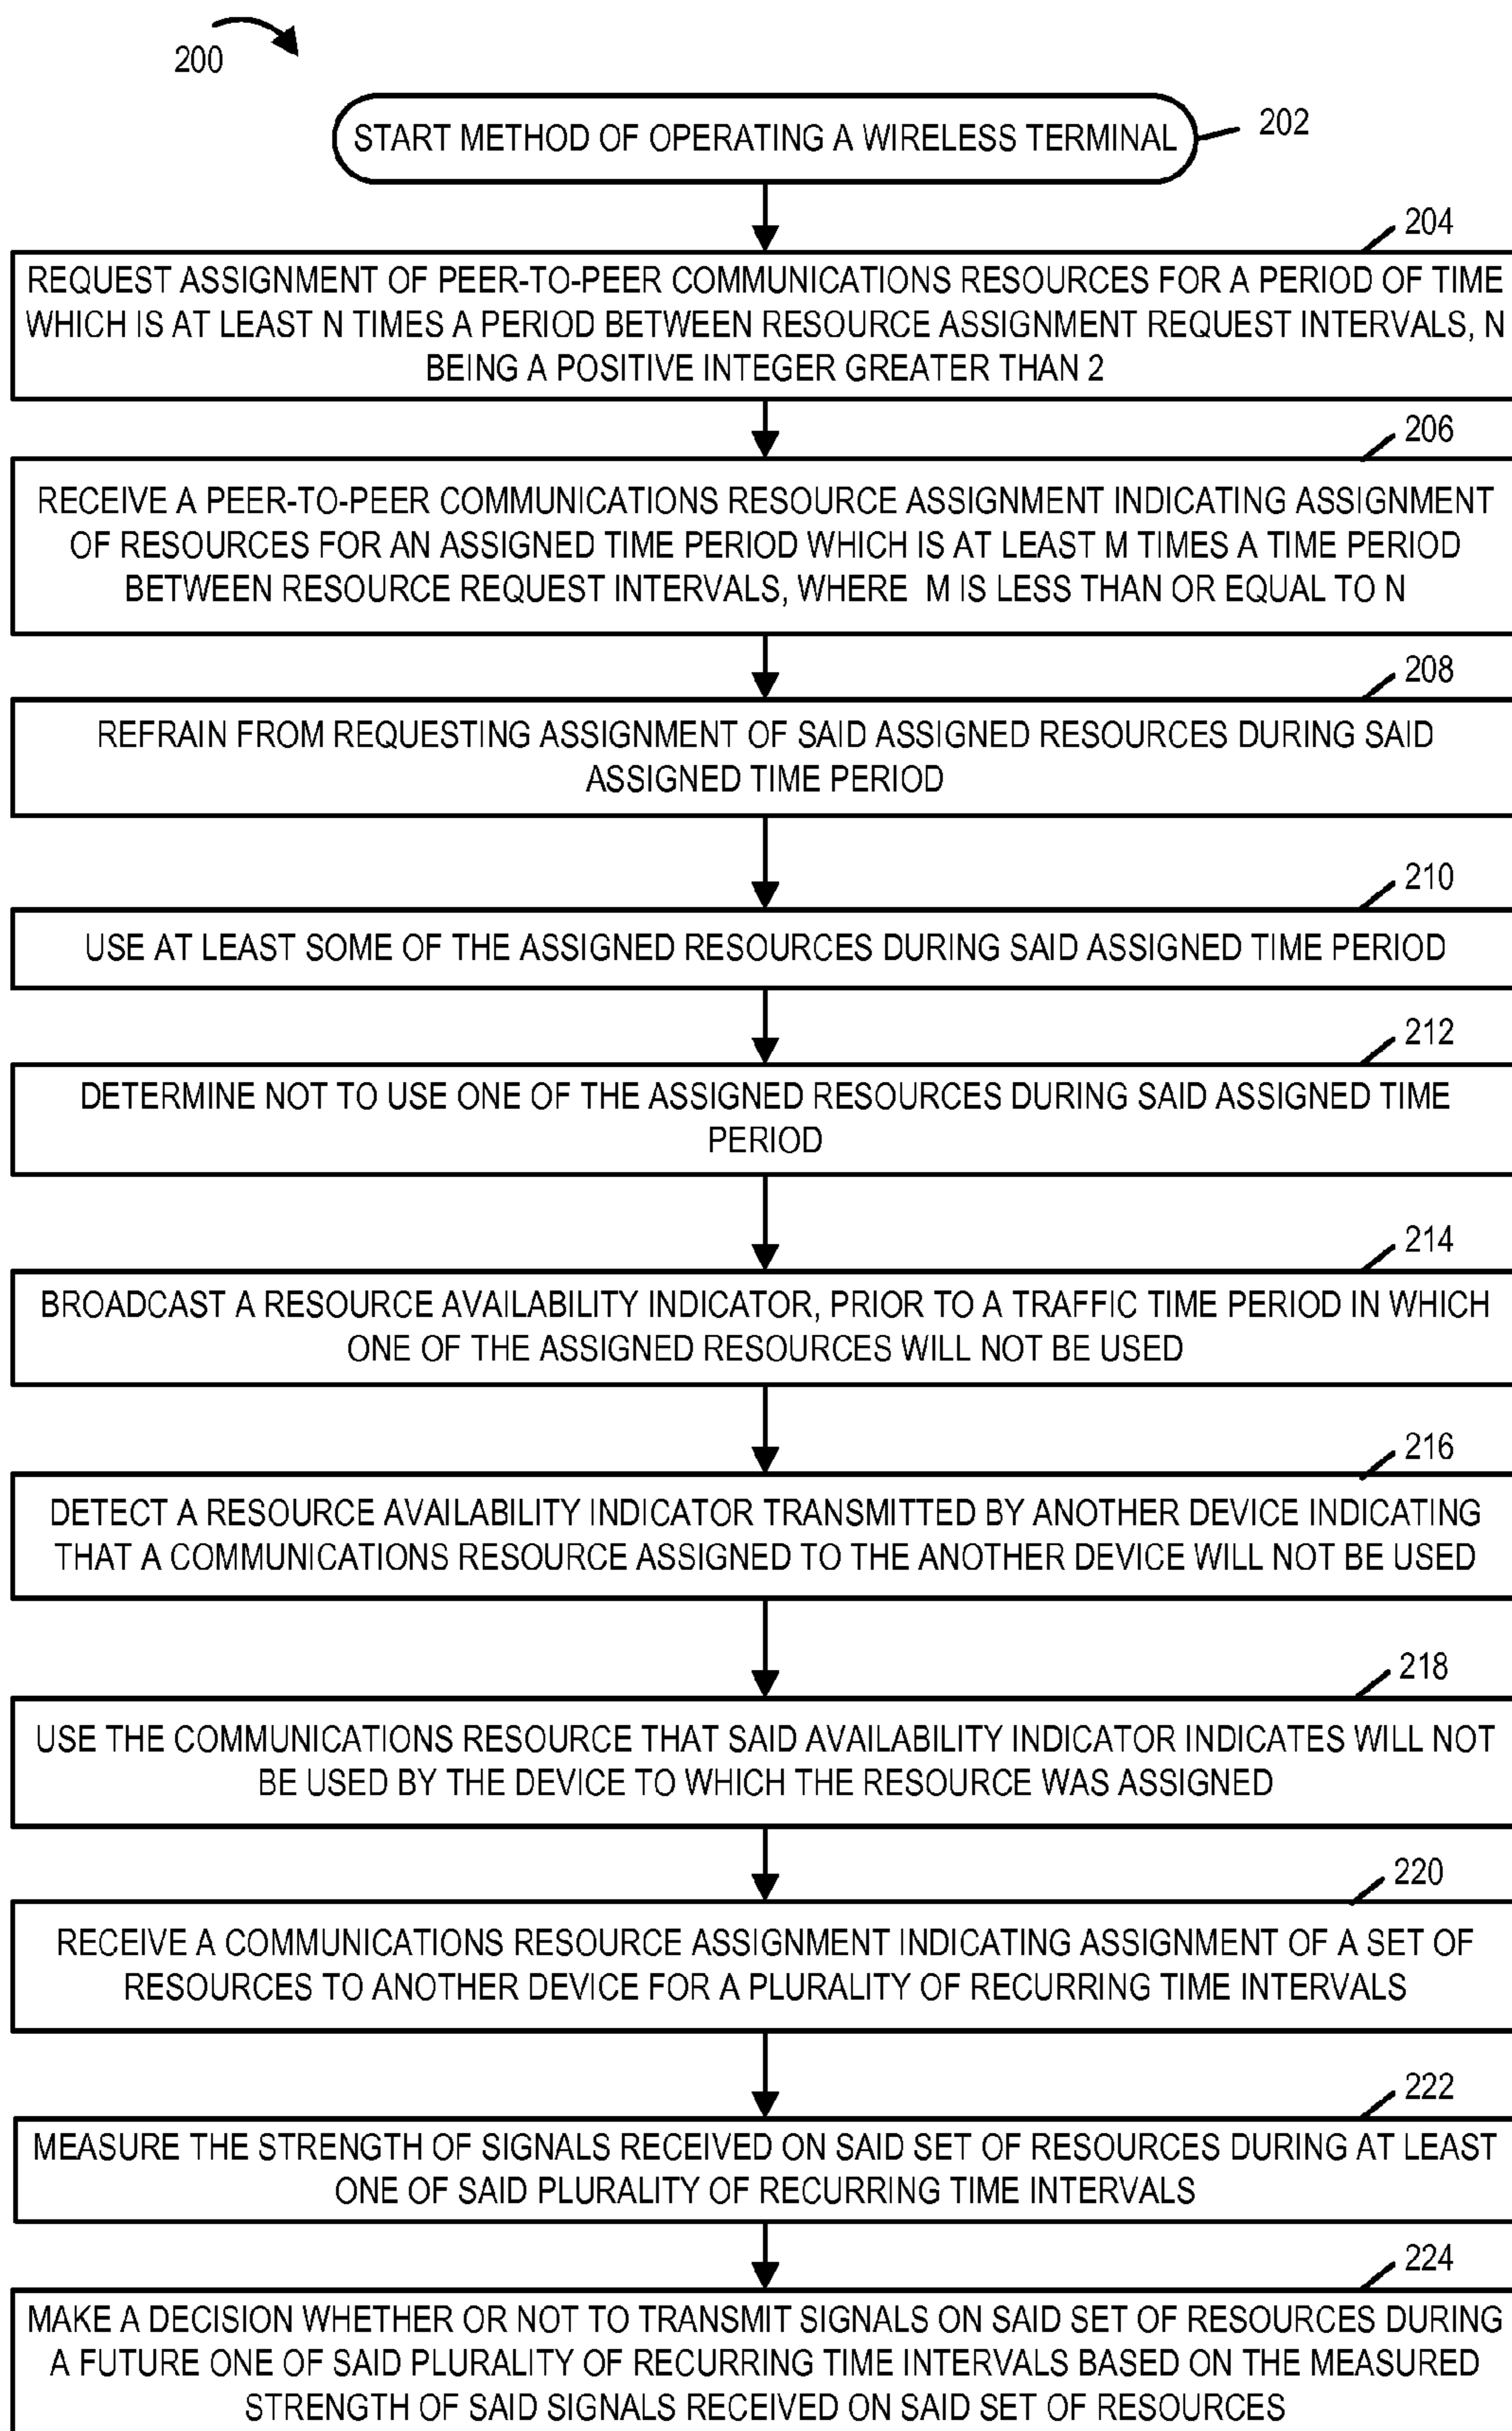 200
START METHOD OF OPERATING A WIRELESS TERMINAL
202
204
REQUEST ASSIGNMENT OF PEER-TO-PEER COMMUNICATIONS RESOURCES FOR A PERIOD OF TIME
WHICH IS AT LEAST N TIMES A PERIOD BETWEEN RESOURCE ASSIGNMENT REQUEST INTERVALS, N
BEING A POSITIVE INTEGER GREATER THAN 2
206
RECEIVE A PEER-TO-PEER COMMUNICATIONS RESOURCE ASSIGNMENT INDICATING ASSIGNMENT
OF RESOURCES FOR AN ASSIGNED TIME PERIOD WHICH IS AT LEAST M TIMES A TIME PERIOD
BETWEEN RESOURCE REQUEST INTERVALS, WHERE M IS LESS THAN OR EQUAL TO N
208
REFRAIN FROM REQUESTING ASSIGNMENT OF SAID ASSIGNED RESOURCES DURING SAID
ASSIGNED TIME PERIOD
210
USE AT LEAST SOME OF THE ASSIGNED RESOURCES DURING SAID ASSIGNED TIME PERIOD
212
DETERMINE NOT TO USE ONE OF THE ASSIGNED RESOURCES DURING SAID ASSIGNED TIME
PERIOD
214
BROADCAST A RESOURCE AVAILABILITY INDICATOR, PRIOR TO A TRAFFIC TIME PERIOD IN WHICH
ONE OF THE ASSIGNED RESOURCES WILL NOT BE USED
216
DETECT A RESOURCE AVAILABILITY INDICATOR TRANSMITTED BY ANOTHER DEVICE INDICATING
THAT A COMMUNICATIONS RESOURCE ASSIGNED TO THE ANOTHER DEVICE WILL NOT BE USED
218
USE THE COMMUNICATIONS RESOURCE THAT SAID AVAILABILITY INDICATOR INDICATES WILL NOT
BE USED BY THE DEVICE TO WHICH THE RESOURCE WAS ASSIGNED
220
RECEIVE A COMMUNICATIONS RESOURCE ASSIGNMENT INDICATING ASSIGNMENT OF A SET OF
RESOURCES TO ANOTHER DEVICE FOR A PLURALITY OF RECURRING TIME INTERVALS
222
MEASURE THE STRENGTH OF SIGNALS RECEIVED ON SAID SET OF RESOURCES DURING AT LEAST
ONE OF SAID PLURALITY OF RECURRING TIME INTERVALS
224
MAKE A DECISION WHETHER OR NOT TO TRANSMIT SIGNALS ON SAID SET OF RESOURCES DURING
A FUTURE ONE OF SAID PLURALITY OF RECURRING TIME INTERVALS BASED ON THE MEASURED
STRENGTH OF SAID SIGNALS RECEIVED ON SAID SET OF RESOURCES